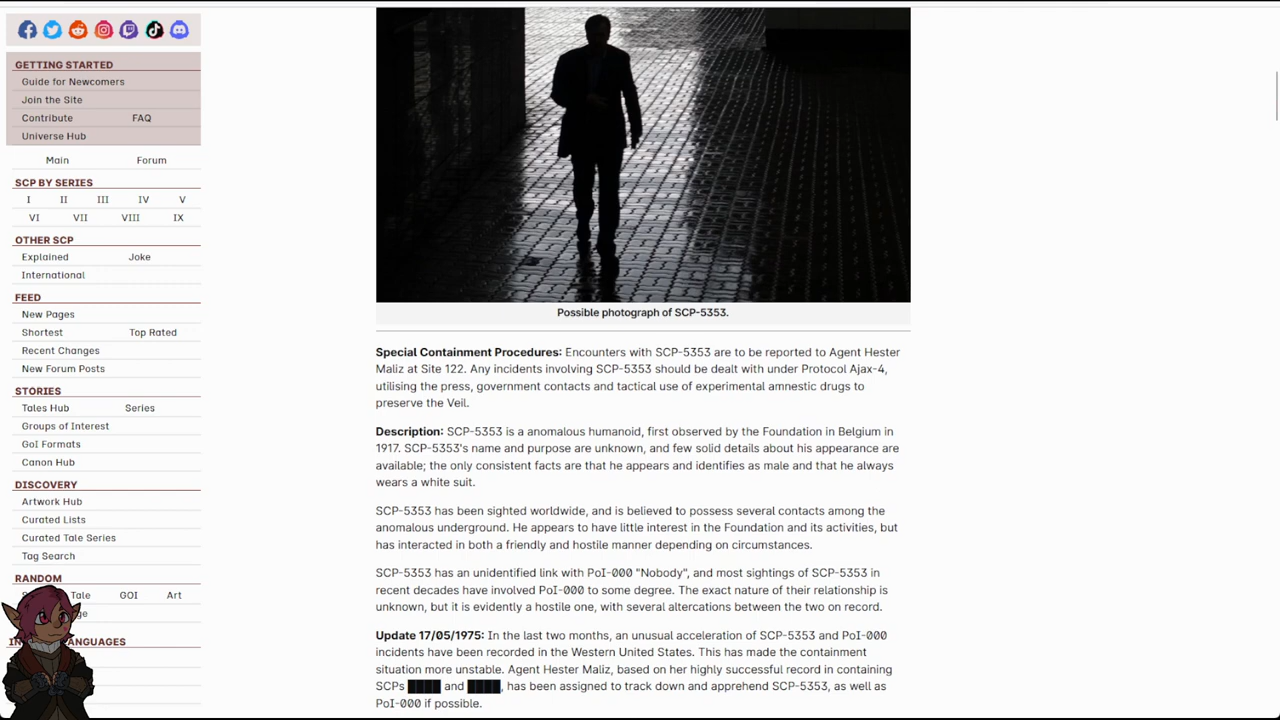 GETTING STARTED
Guide for Newcomers
Join the Site
Contribute FAQ
Universe Hub
Main Forum
SCP BY SERIES
I II III IV V
VI VII VIII IX
OTHER SCP
Explained Joke
International
FEED
New Pages
Shortest Top Rated
Recent Changes
New Forum Posts
STORIES
Tales Hub Series
Groups of Interest
GoI Formats
Canon Hub
DISCOVERY
Artwork Hub
Curated Lists
Curated Tale Series
Tag Search
RANDOM
Tale GOI Art
LANGUAGES
Possible photograph of SCP-5353.
Special Containment Procedures: Encounters with SCP-5353 are to be reported to Agent Hester
Maliz at Site 122. Any incidents involving SCP-5353 should be dealt with under Protocol Ajax-4,
utilising the press, government contacts and tactical use of experimental amnestic drugs to
preserve the Veil.
Description: SCP-5353 is a anomalous humanoid, first observed by the Foundation in Belgium in
1917. SCP-5353's name and purpose are unknown, and few solid details about his appearance are
available; the only consistent facts are that he appears and identifies as male and that he always
wears a white suit.
SCP-5353 has been sighted worldwide, and is believed to possess several contacts among the
anomalous underground. He appears to have little interest in the Foundation and its activities, but
has interacted in both a friendly and hostile manner depending on circumstances.
SCP-5353 has an unidentified link with PoI-000 "Nobody", and most sightings of SCP-5353 in
recent decades have involved PoI-000 to some degree. The exact nature of their relationship is
unknown, but it is evidently a hostile one, with several altercations between the two on record.
Update 17/05/1975: In the last two months, an unusual acceleration of SCP-5353 and PoI-000
incidents have been recorded in the Western United States. This has made the containment
situation more unstable. Agent Hester Maliz, based on her highly successful record in containing
SCPs ████ and ████, has been assigned to track down and apprehend SCP-5353, as well as
PoI-000 if possible.